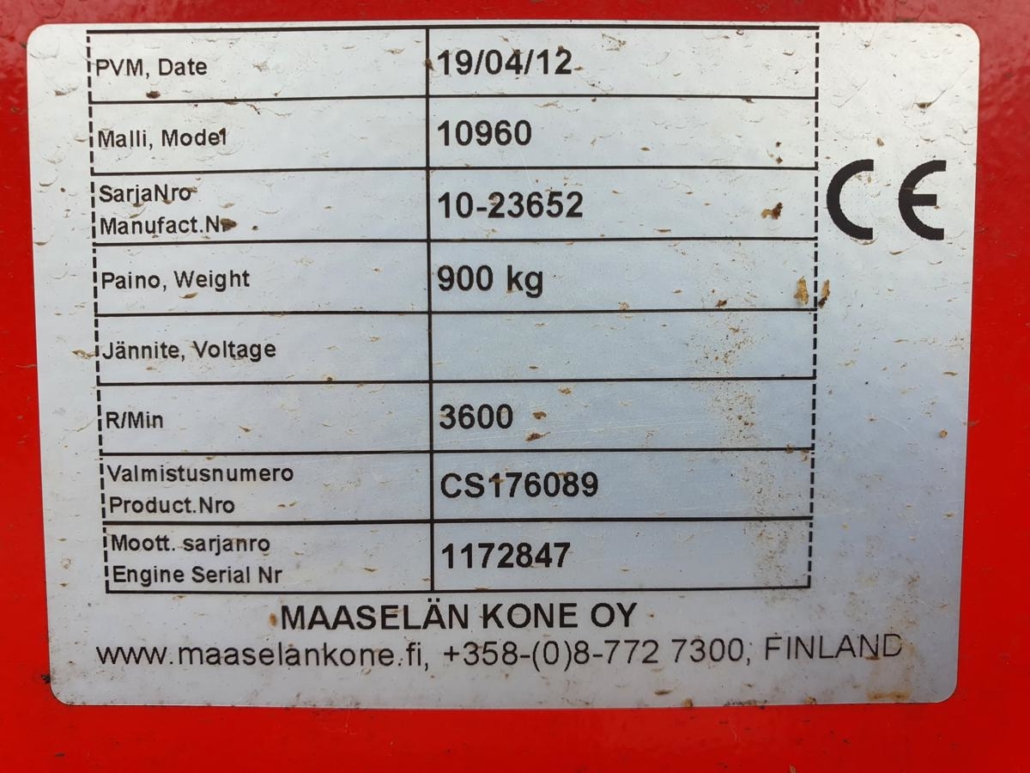 PVM, Date 19/04/12
Malli, Model 10960
SarjaNro
Manufact.Nr 10-23652
Paino, Weight 900 kg
Jännite, Voltage
R/Min 3600
Valmistusnumero
Product.Nro CS176089
Moott. sarjanro
Engine Serial Nr 1172847
CE
MAASELÄN KONE OY
www.maaselankone.fi, +358-(0)8-772 7300, FINLAND